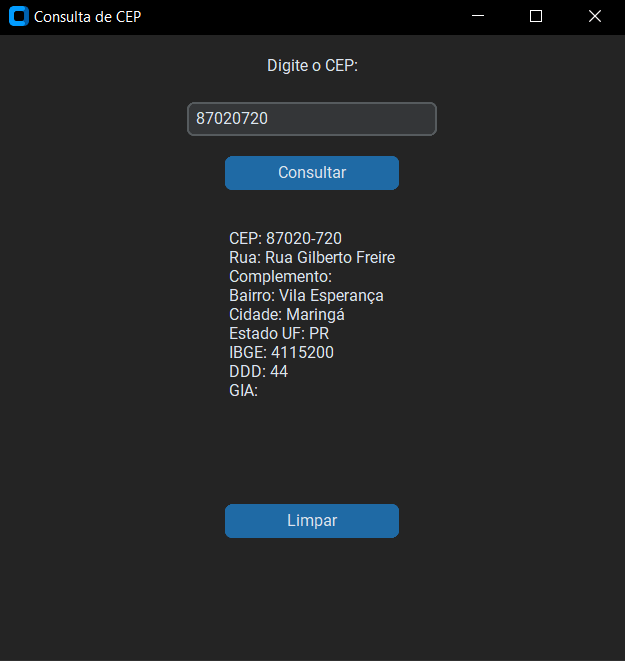 Consulta de CEP
Digite o CEP:
87020720
Consultar
CEP: 87020-720
Rua: Rua Gilberto Freire
Complemento:
Bairro: Vila Esperança
Cidade: Maringá
Estado UF: PR
IBGE: 4115200
DDD: 44
GIA:
Limpar